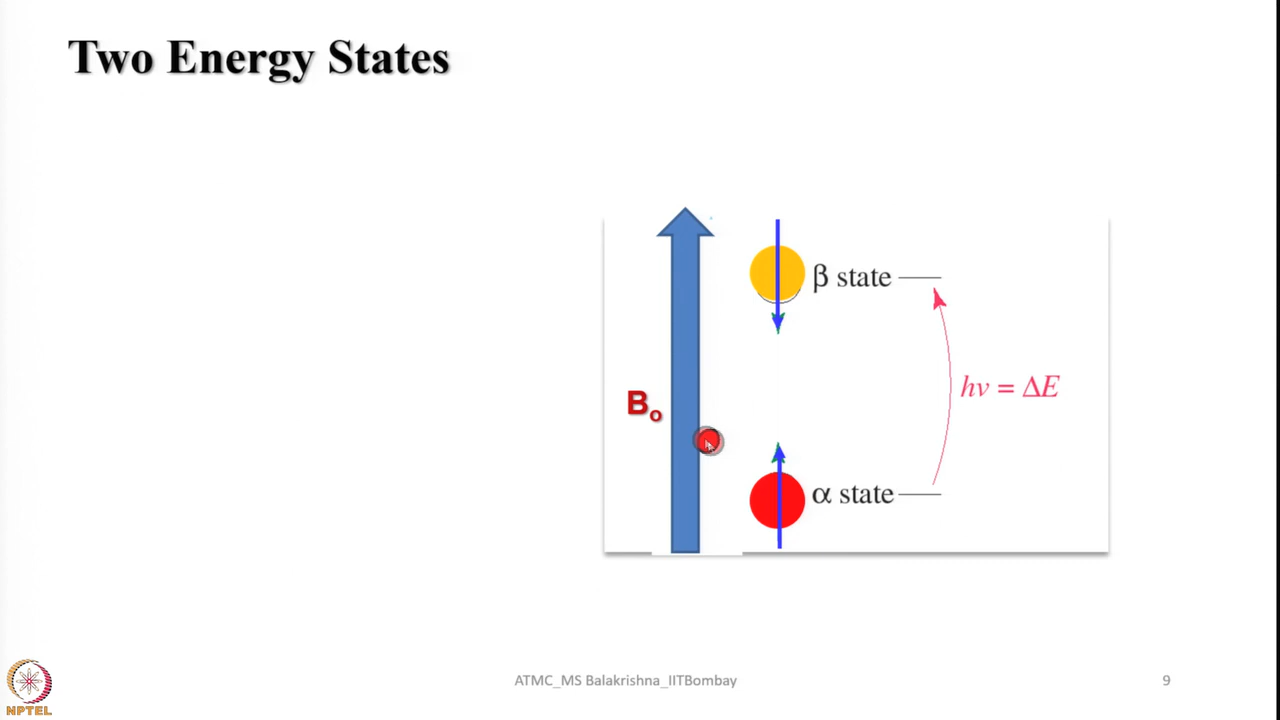 Two Energy States
β state
B₀
hν = ΔE
α state
ATMC_MS Balakrishna_IITBombay
9
NPTEL